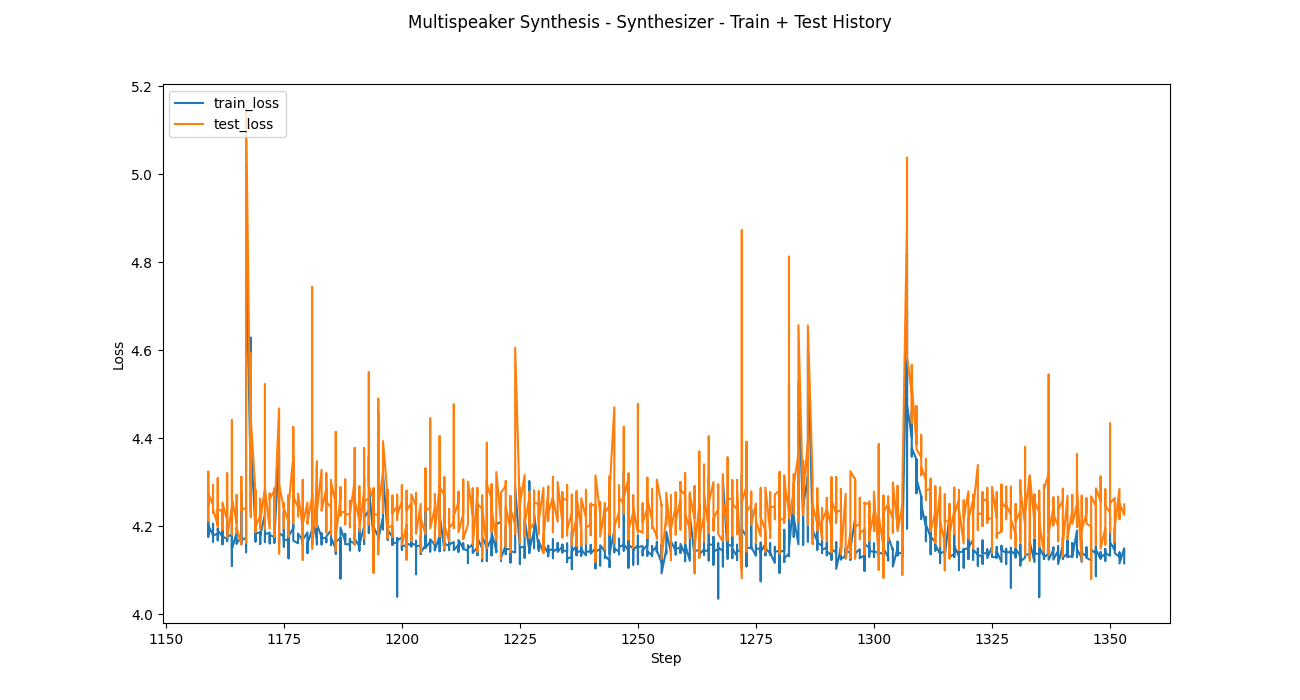 Multispeaker Synthesis - Synthesizer - Train + Test History
train_loss
test_loss
Loss
5.2
5.0
4.8
4.6
4.4
4.2
4.0
1150 1175 1200 1225 1250 1275 1300 1325 1350
Step